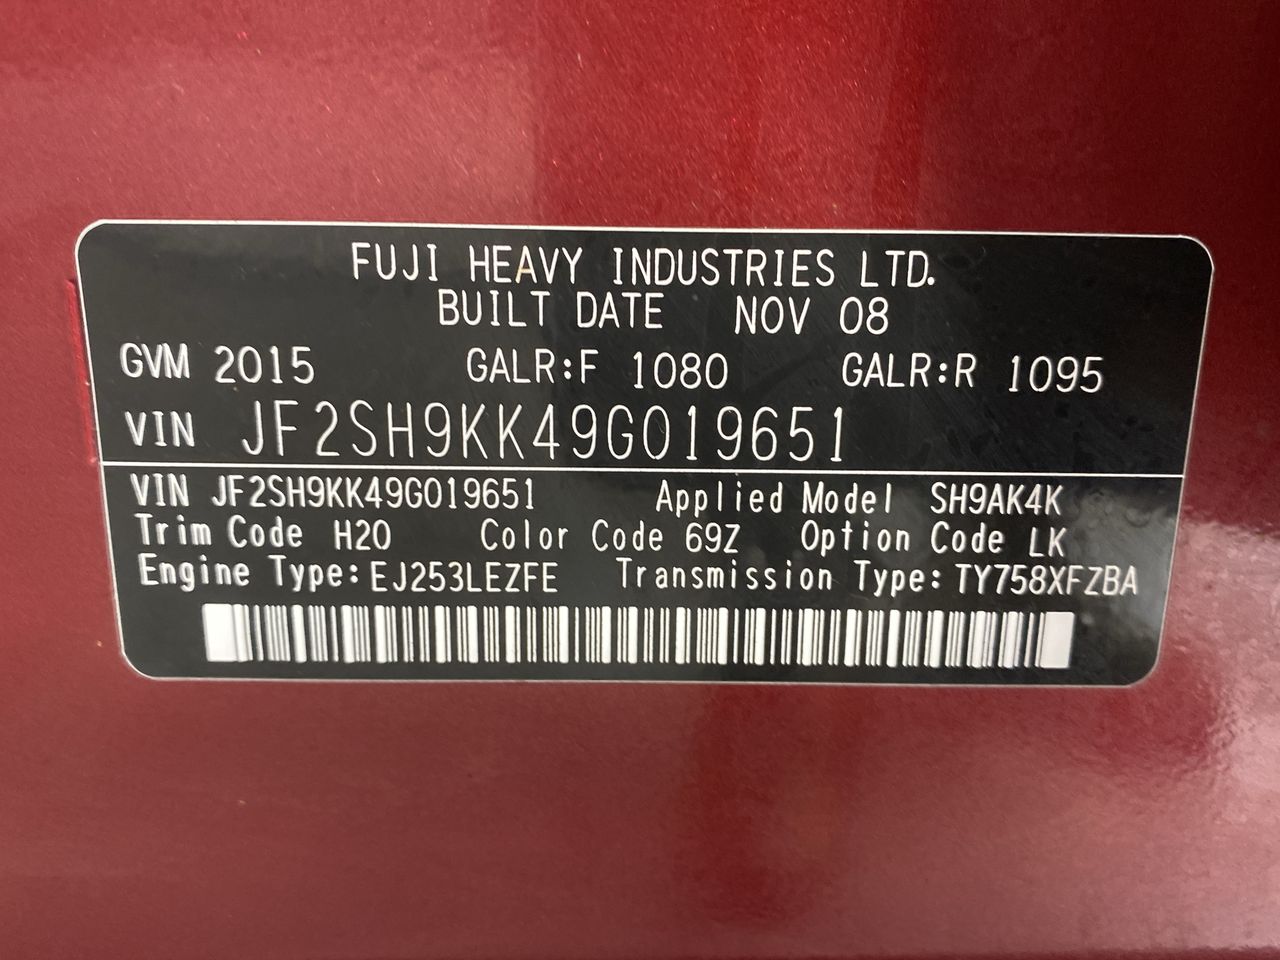 FUJI HEAVY INDUSTRIES LTD.
BUILT DATE NOV 08
GVM 2015 GALR:F 1080 GALR:R 1095
VIN JF2SH9KK49G019651
VIN JF2SH9KK49G019651 Applied Model SH9AK4K
Trim Code H20 Color Code 69Z Option Code LK
Engine Type:EJ253LEZFE Transmission Type:TY758XFZBA